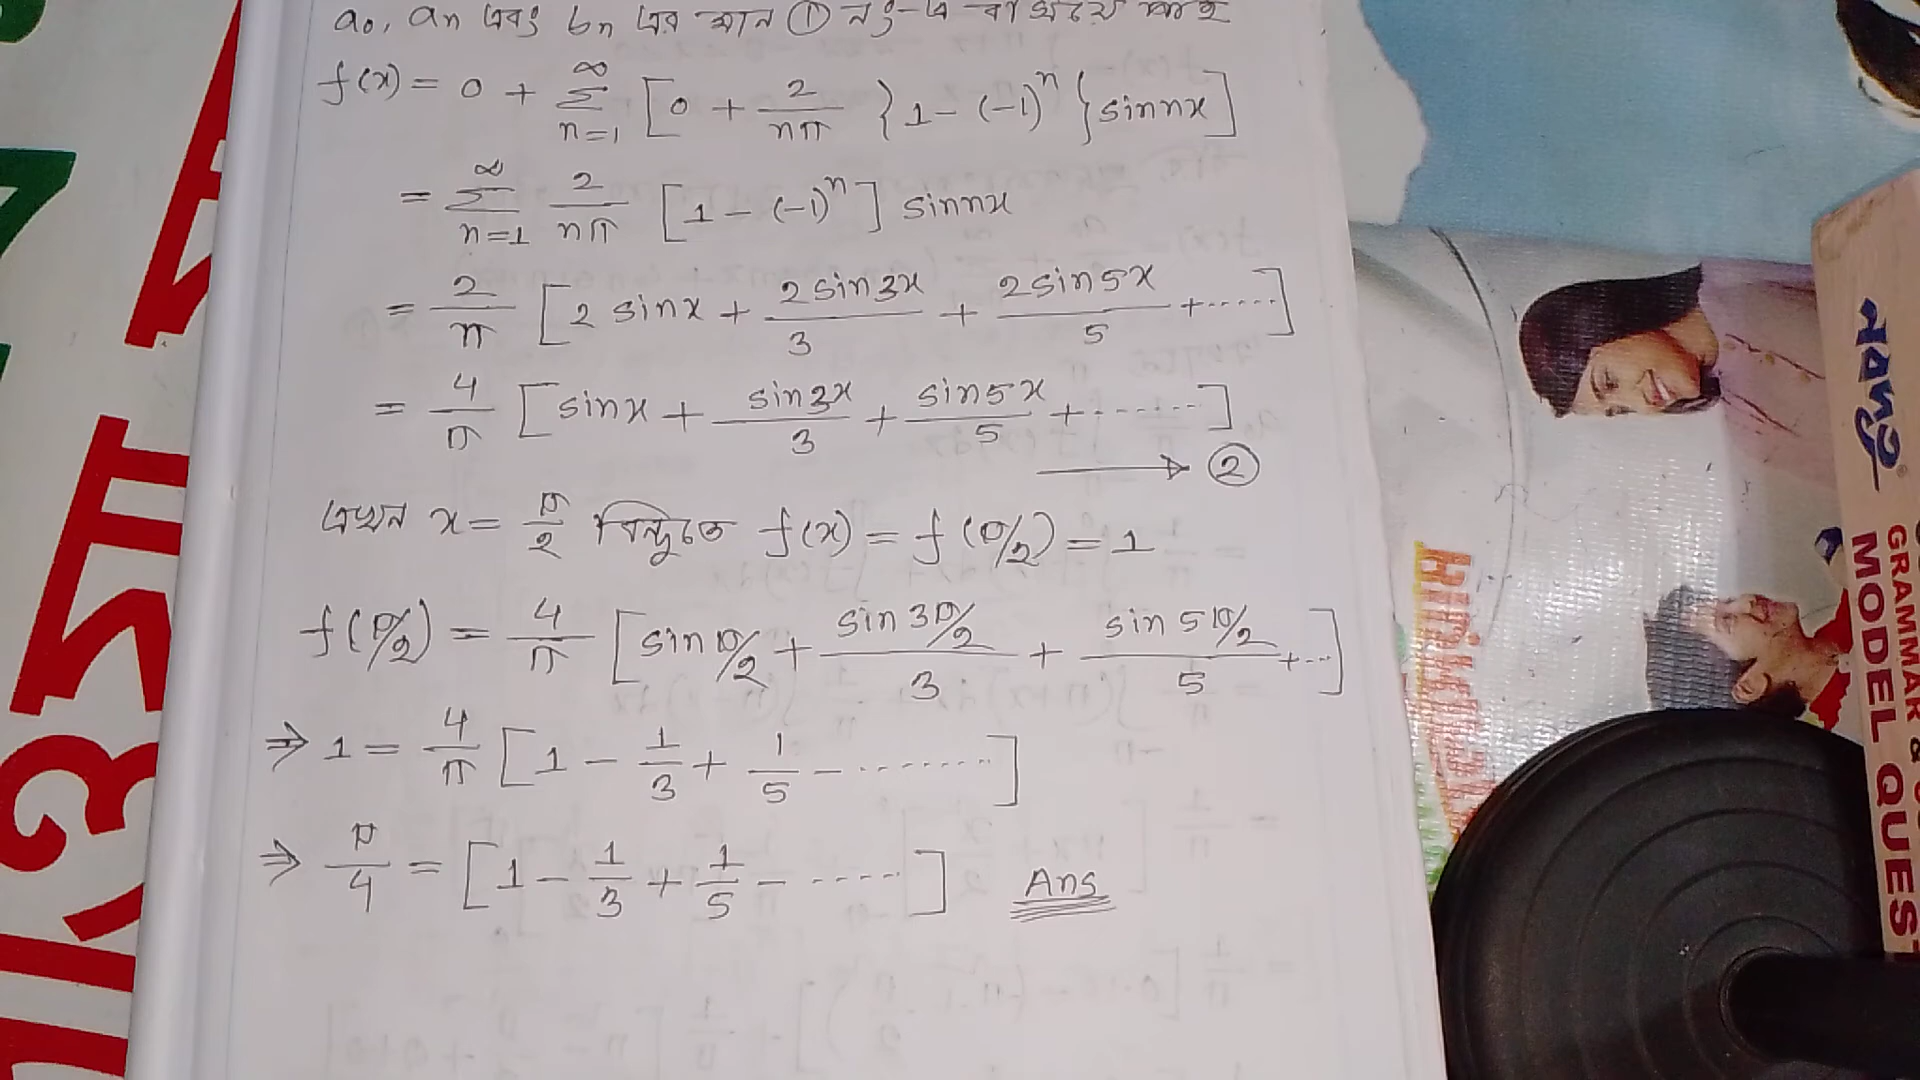 a₀, aₙ এবং bₙ এর মান ① নং-এ বসিয়ে পাই
f(x) = 0 + ∞Σn=1 [0 + 2/nπ {1 - (-1)ⁿ} sin nx]
= ∞Σn=1 2/nπ [1 - (-1)ⁿ] sin nx
= 2/π [2 sin x + 2 sin 3x/3 + 2 sin 5x/5 + ......]
= 4/π [sin x + sin 3x/3 + sin 5x/5 + ......]
→ ②
এখন x = π/2 বিন্দুতে f(x) = f(π/2) = 1
f(π/2) = 4/π [sin π/2 + sin 3π/2/3 + sin 5π/2/5 + ...]
⇒ 1 = 4/π [1 - 1/3 + 1/5 - ........]
⇒ π/4 = [1 - 1/3 + 1/5 - .....] Ans
GRAMMAR &
MODEL QUES